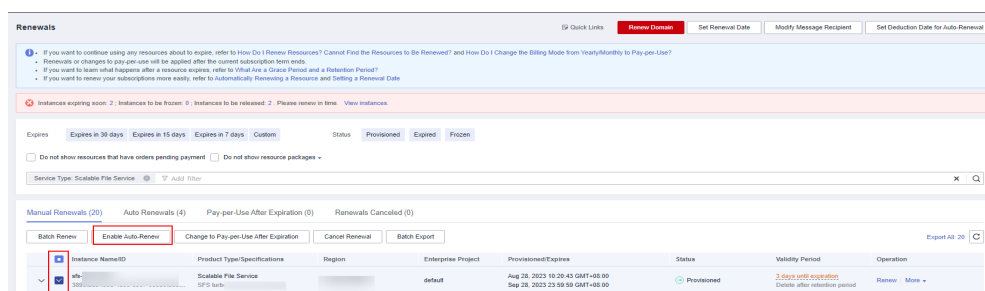 Renewals
Quick Links
Renew Domain
Set Renewal Date
Modify Message Recipient
Set Deduction Date for Auto-Renewal
If you want to continue using any resources about to expire, refer to How Do I Renew Resources? Cannot Find the Resources to Be Renewed? and How Do I Change the Billing Mode from Yearly/Monthly to Pay-per-Use?
Renewals or changes to pay-per-use will be applied after the current subscription term ends.
If you want to learn what happens after a resource expires, refer to What Are a Grace Period and a Retention Period?
If you want to renew your subscriptions more easily, refer to Automatically Renewing a Resource and Setting a Renewal Date
Instances expiring soon: 2 ; Instances to be frozen: 0 ; Instances to be released: 2 . Please renew in time. View instances.
Expires Expires in 30 days Expires in 15 days Expires in 7 days Custom Status Provisioned Expired Frozen
Do not show resources that have orders pending payment Do not show resource packages
Service Type: Scalable File Service Add filter
Manual Renewals (20) Auto Renewals (4) Pay-per-Use After Expiration (0) Renewals Canceled (0)
Batch Renew Enable Auto-Renew Change to Pay-per-Use After Expiration Cancel Renewal Batch Export Export All: 20
Instance Name/ID Product Type/Specifications Region Enterprise Project Provisioned/Expires Status Validity Period Operation
sfs- Scalable File Service default Aug 28, 2023 10:20:43 GMT+08:00 Provisioned 3 days until expiration Renew More
SFS turb Sep 28, 2023 23:59:59 GMT+08:00 Delete after retention period